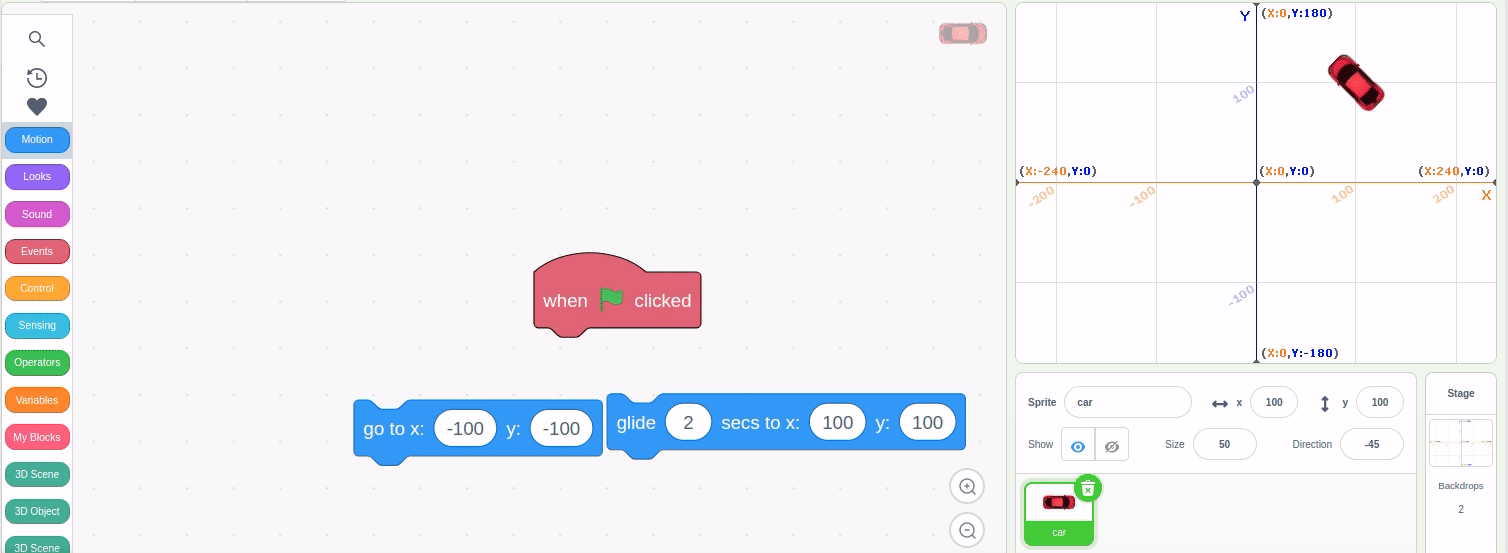 Motion
Looks
Sound
Events
Control
Sensing
Operators
Variables
My Blocks
3D Scene
3D Object
3D Scene
when clicked
go to x: -100 y: -100
glide 2 secs to x: 100 y: 100
Y (X:0,Y:180)
100
(X:-240,Y:0) (X:0,Y:0) (X:240,Y:0)
-200 -100 100 200 X
-100
(X:0,Y:-180)
Sprite car x 100 y 100
Show Size 50 Direction -45
car
Stage
Backdrops
2